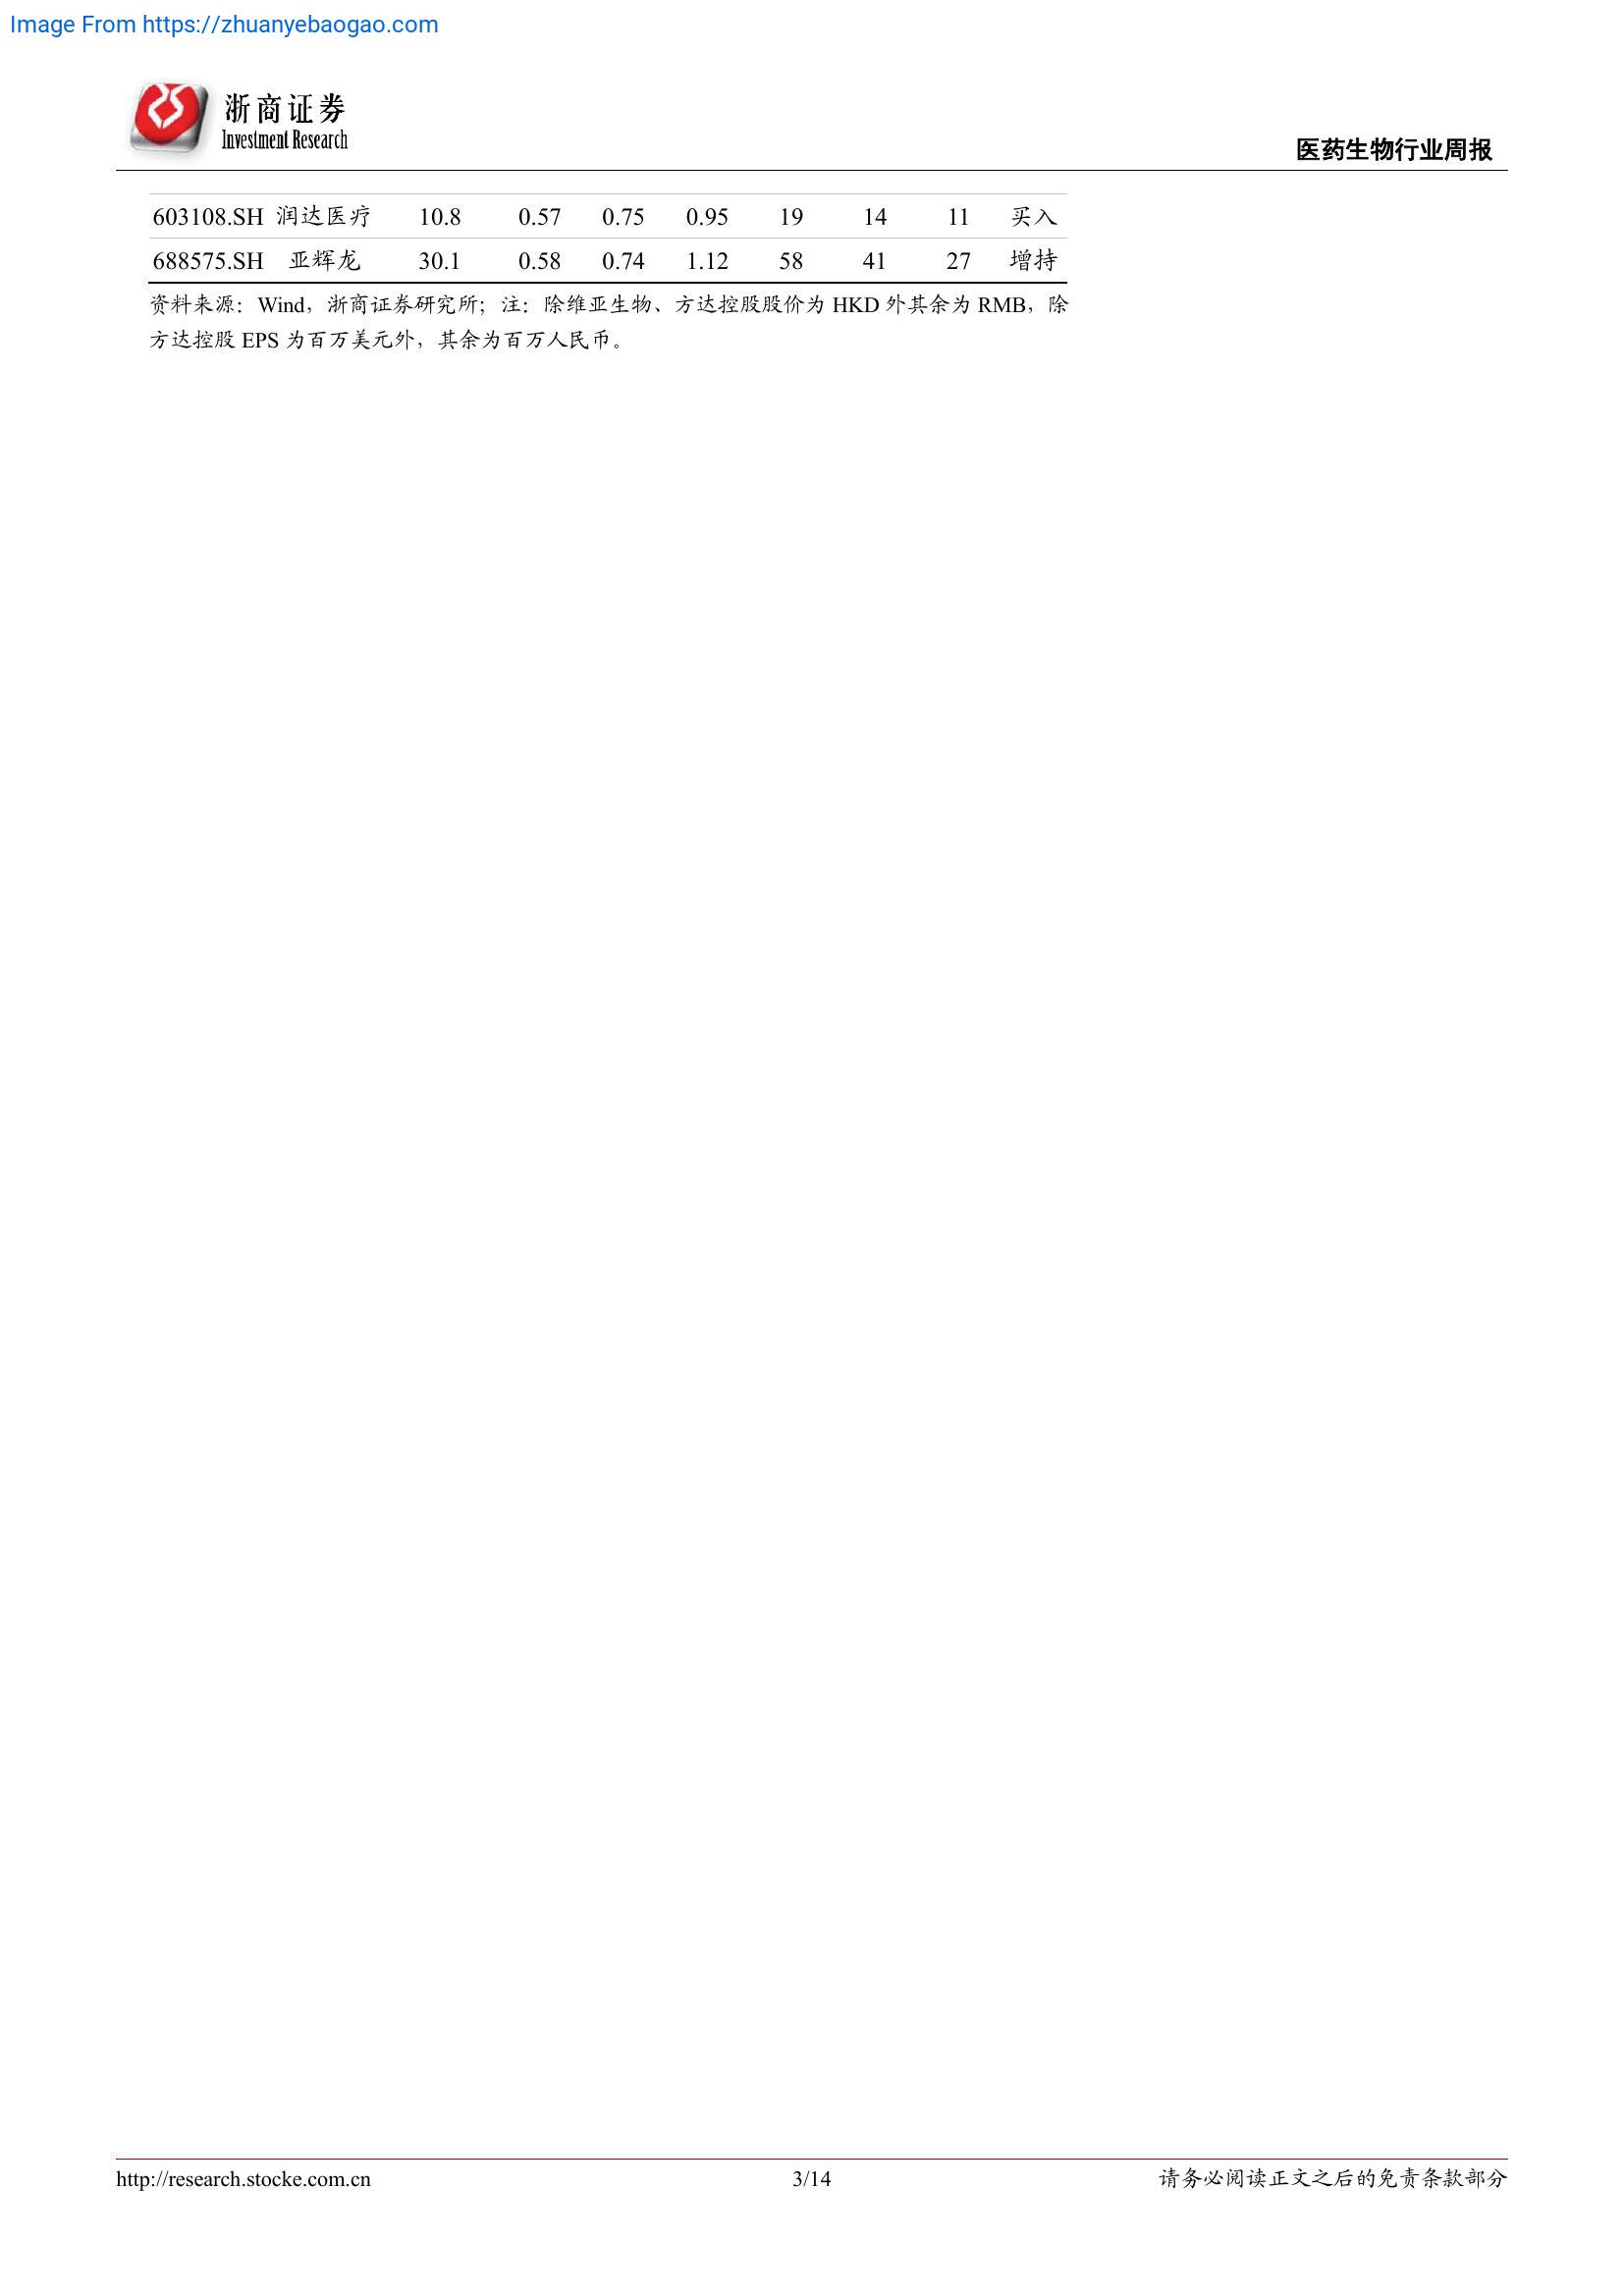 Image From https://zhuanyebaogao.com
浙商证券
Investment Research
医药生物行业周报
603108.SH 润达医疗 10.8 0.57 0.75 0.95 19 14 11 买入
688575.SH 亚辉龙 30.1 0.58 0.74 1.12 58 41 27 增持
资料来源：Wind，浙商证券研究所；注：除维亚生物、方达控股股价为 HKD 外其余为 RMB，除
方达控股 EPS 为百万美元外，其余为百万人民币。
http://research.stocke.com.cn 3/14 请务必阅读正文之后的免责条款部分